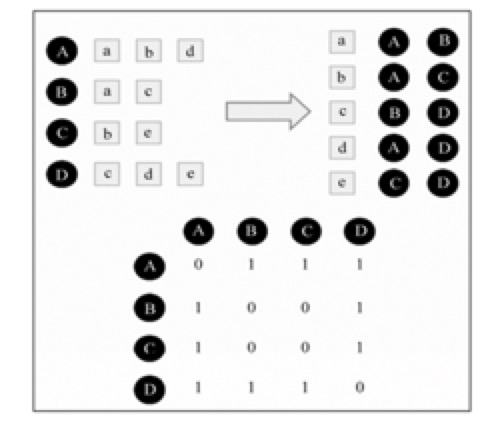 A a b d
B a c
C b e
D c d e
a A B
b A C
c B D
d A D
e C D
A B C D
A 0 1 1 1
B 1 0 0 1
C 1 0 0 1
D 1 1 1 0